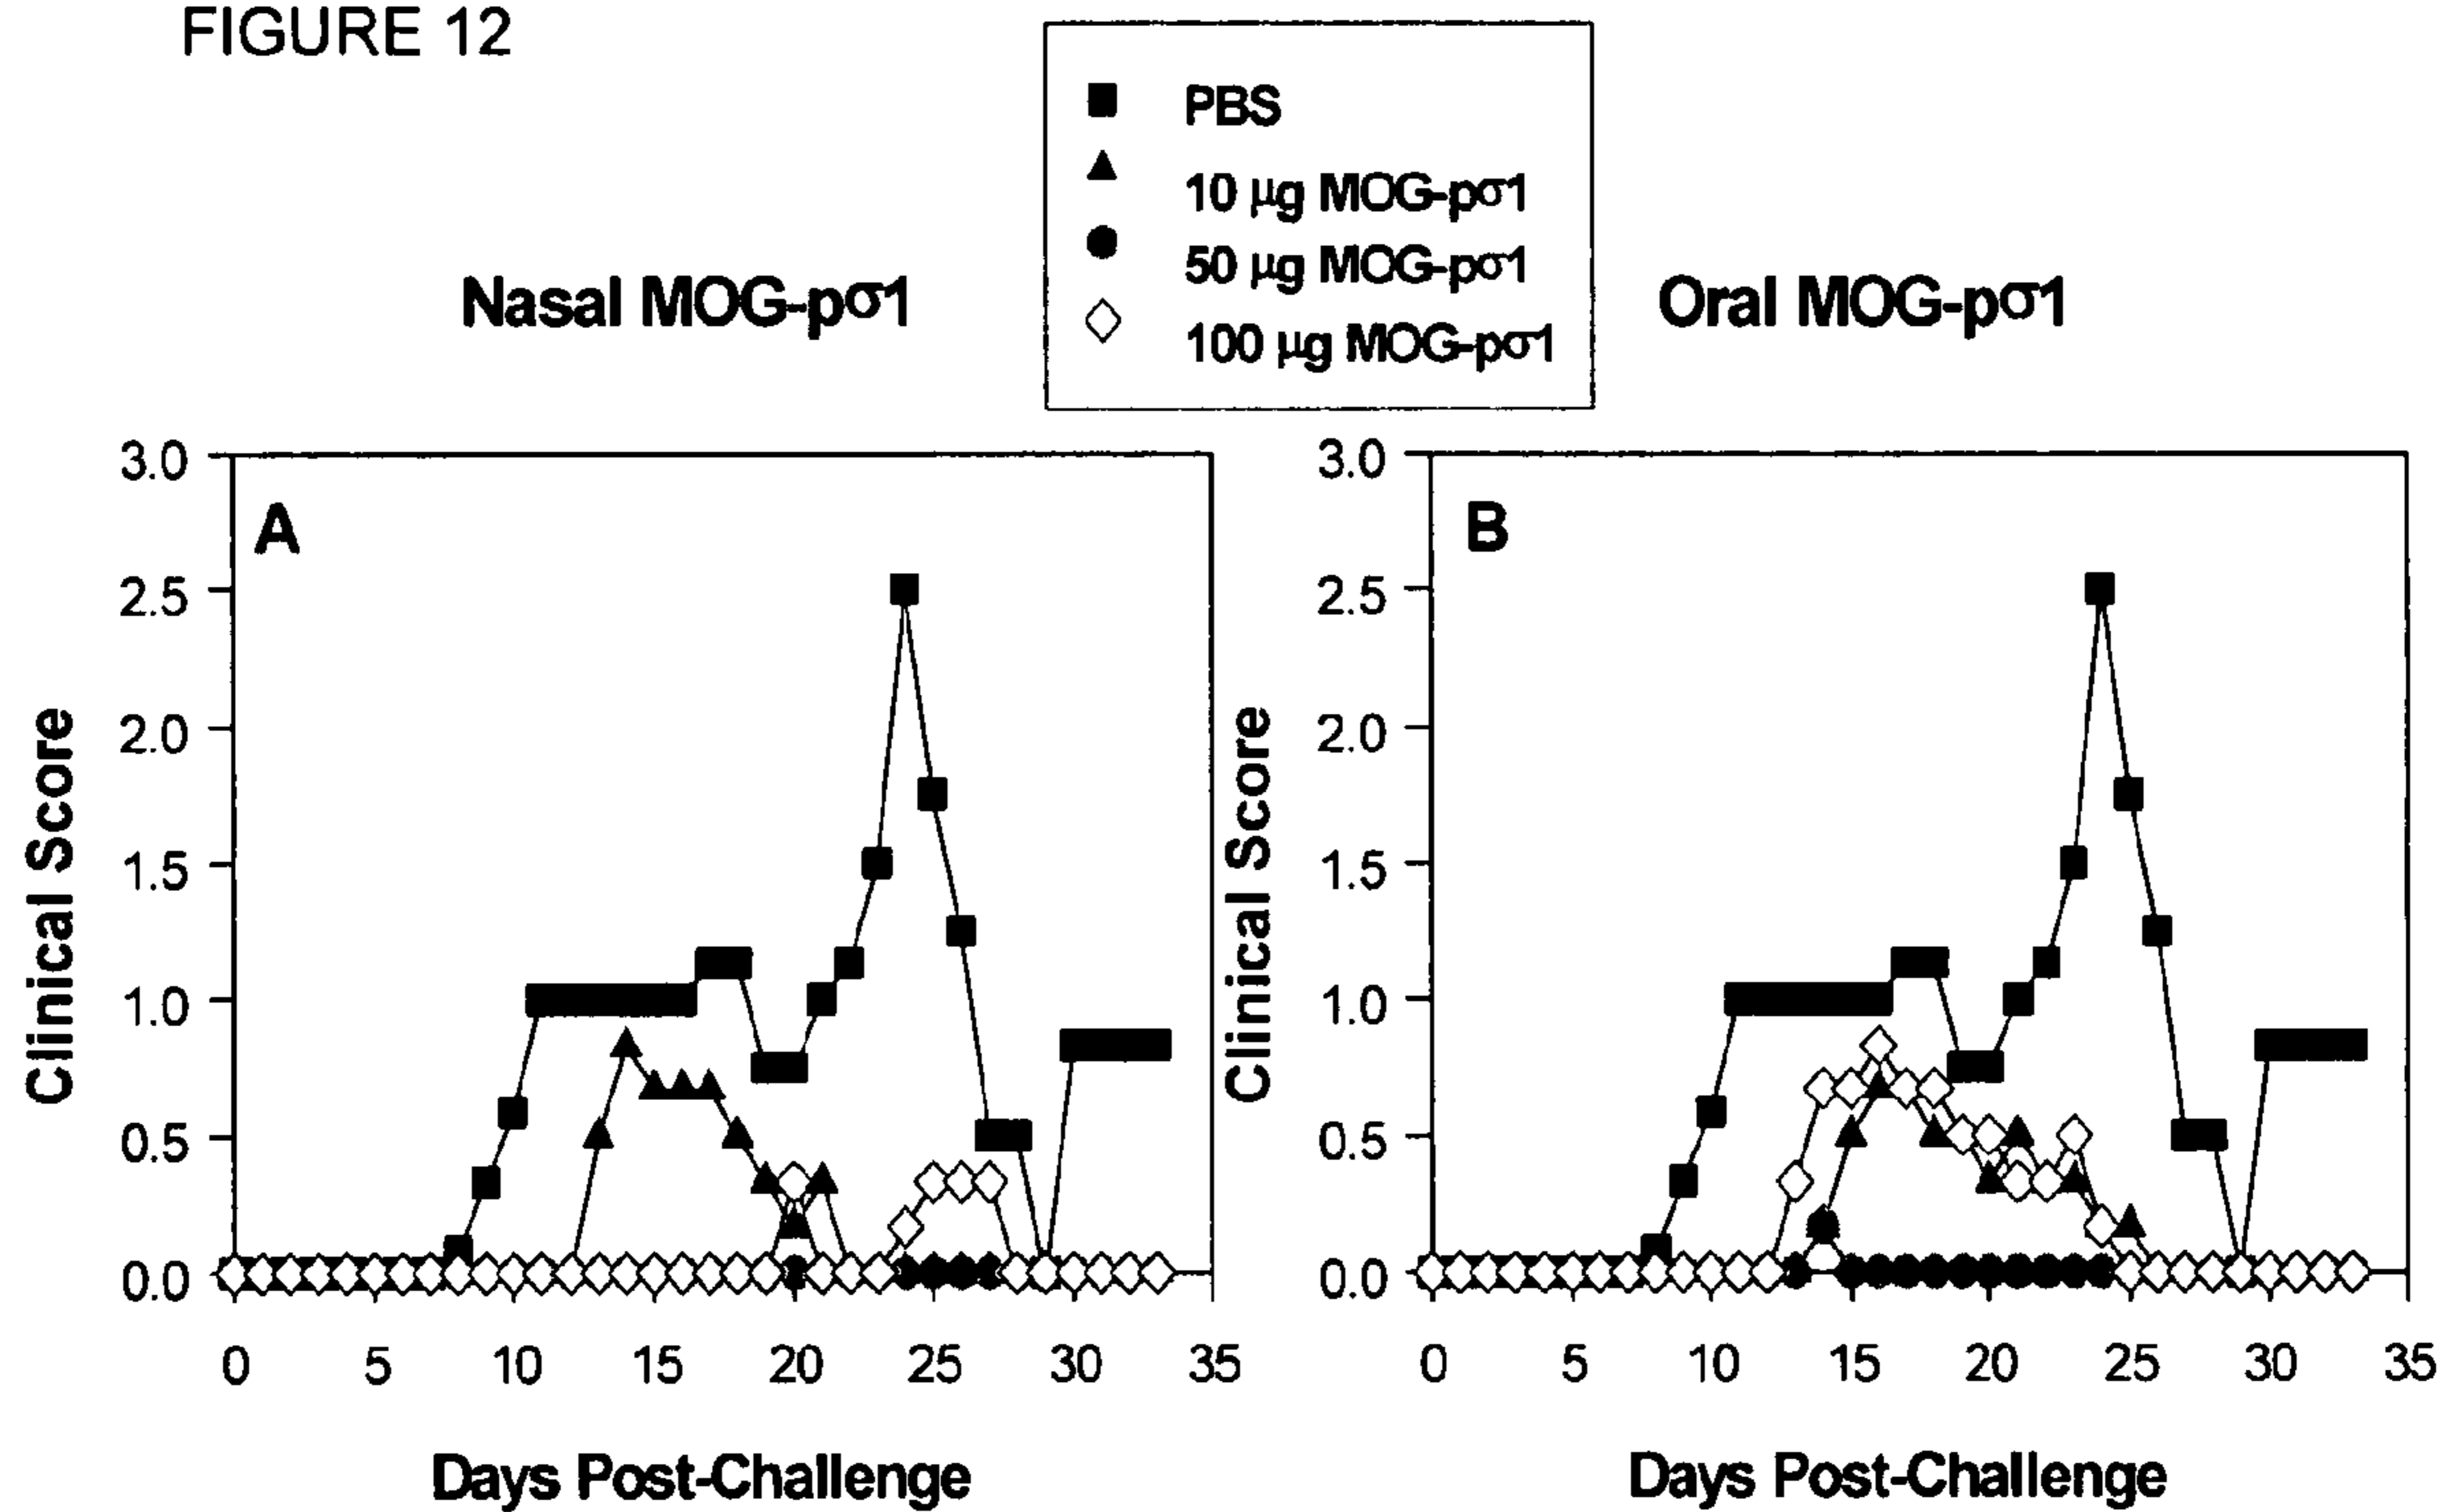 FIGURE 12
PBS
10 μg MOG-pσ1
50 μg MOG-pσ1
100 μg MOG-pσ1
Nasal MOG-pσ1
Oral MOG-pσ1
A
3.0
2.5
2.0
1.5
1.0
0.5
0.0
Clinical Score
0 5 10 15 20 25 30 35
Days Post-Challenge
B
3.0
2.5
2.0
1.5
1.0
0.5
0.0
Clinical Score
0 5 10 15 20 25 30 35
Days Post-Challenge